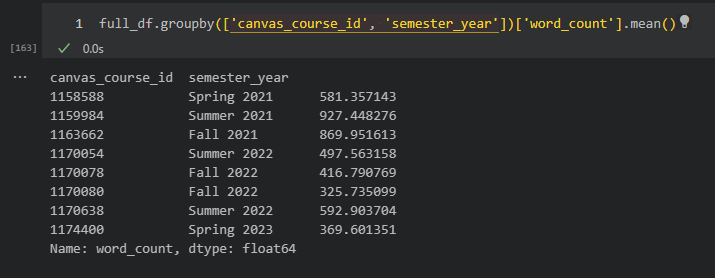 1 full_df.groupby(['canvas_course_id', 'semester_year'])['word_count'].mean()
[163] 0.0s
... canvas_course_id semester_year
1158588 Spring 2021 581.357143
1159984 Summer 2021 927.448276
1163662 Fall 2021 869.951613
1170054 Summer 2022 497.563158
1170078 Fall 2022 416.790769
1170080 Fall 2022 325.735099
1170638 Summer 2022 592.903704
1174400 Spring 2023 369.601351
Name: word_count, dtype: float64